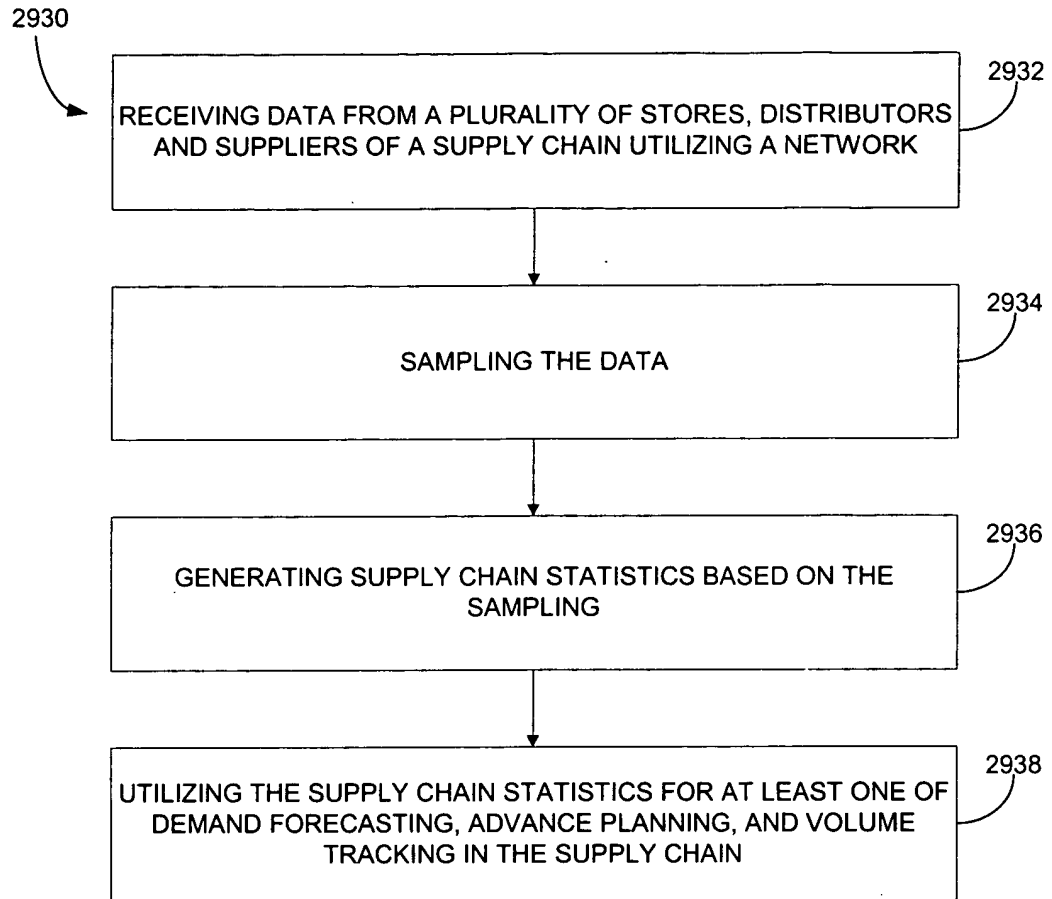 2930
2932
RECEIVING DATA FROM A PLURALITY OF STORES, DISTRIBUTORS
AND SUPPLIERS OF A SUPPLY CHAIN UTILIZING A NETWORK
2934
SAMPLING THE DATA
2936
GENERATING SUPPLY CHAIN STATISTICS BASED ON THE
SAMPLING
2938
UTILIZING THE SUPPLY CHAIN STATISTICS FOR AT LEAST ONE OF
DEMAND FORECASTING, ADVANCE PLANNING, AND VOLUME
TRACKING IN THE SUPPLY CHAIN